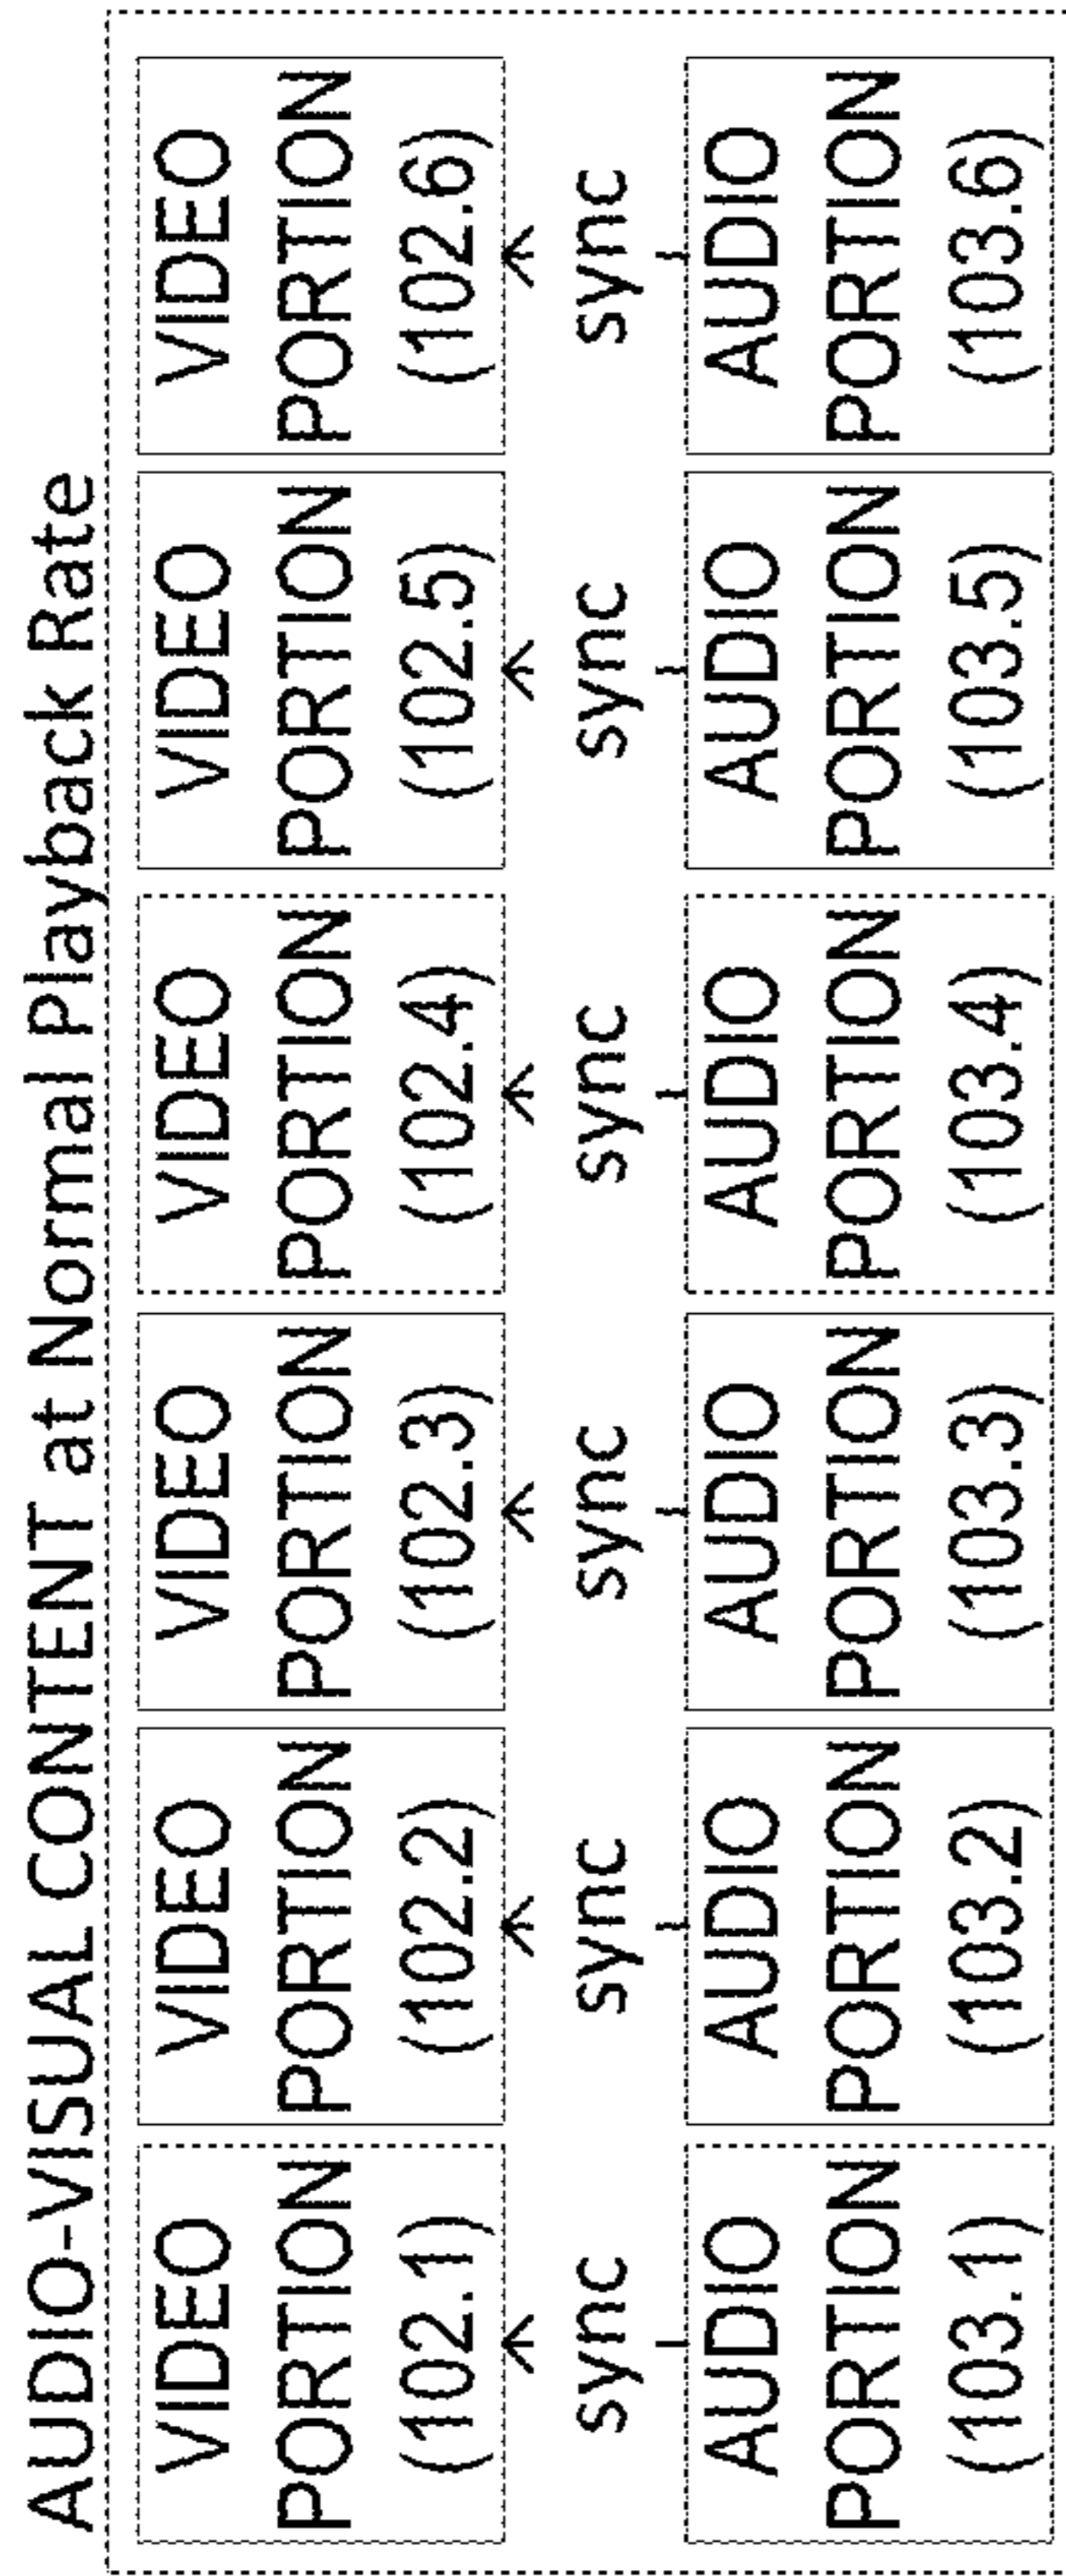 AUDIO-VISUAL CONTENT at Normal Playback Rate
VIDEO
PORTION
(102.1)
VIDEO
PORTION
(102.2)
VIDEO
PORTION
(102.3)
VIDEO
PORTION
(102.4)
VIDEO
PORTION
(102.5)
VIDEO
PORTION
(102.6)
sync
sync
sync
sync
sync
sync
AUDIO
PORTION
(103.1)
AUDIO
PORTION
(103.2)
AUDIO
PORTION
(103.3)
AUDIO
PORTION
(103.4)
AUDIO
PORTION
(103.5)
AUDIO
PORTION
(103.6)